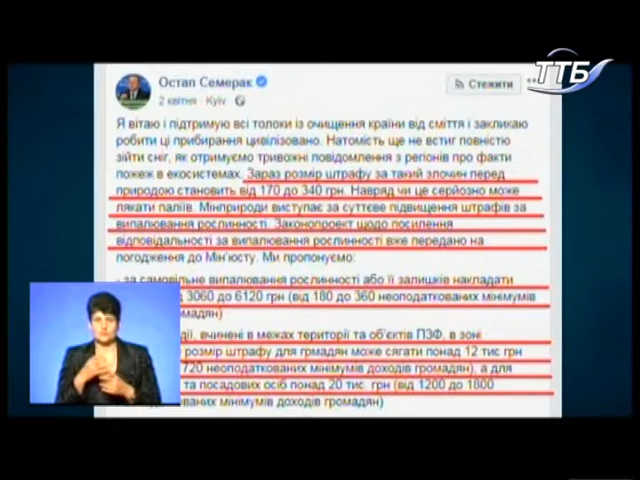 ТТБ
Остап Семерак
Стежити
2 квітня · Kyiv
Я вітаю і підтримую всі толоки із очищення країни від сміття і закликаю
робити ці прибирання цивілізовано. Натомість ще не встиг повністю
зійти сніг, як отримуємо тривожні повідомлення з регіонів про факти
пожеж в екосистемах. Зараз розмір штрафу за такий злочин перед
природою становить від 170 до 340 грн. Навряд чи це серйозно може
лякати паліїв. Мінприроди виступає за суттєве підвищення штрафів за
випалювання рослинності. Законопроект щодо посилення
відповідальності за випалювання рослинності вже передано на
погодження до Мін'юсту. Ми пропонуємо:
- за самовільне випалювання рослинності або її залишків накладати
3060 до 6120 грн (від 180 до 360 неоподаткованих мінімумів
вчинені в межах території та об'єктів ПЗФ, в зоні
розмір штрафу для грмадян може сягати понад 12 тис грн
720 неоподаткованих мінімумів доходів громадян), а для
та посадових осіб понад 20 тис. грн (від 1200 до 1800
мінімумів доходів громадян)